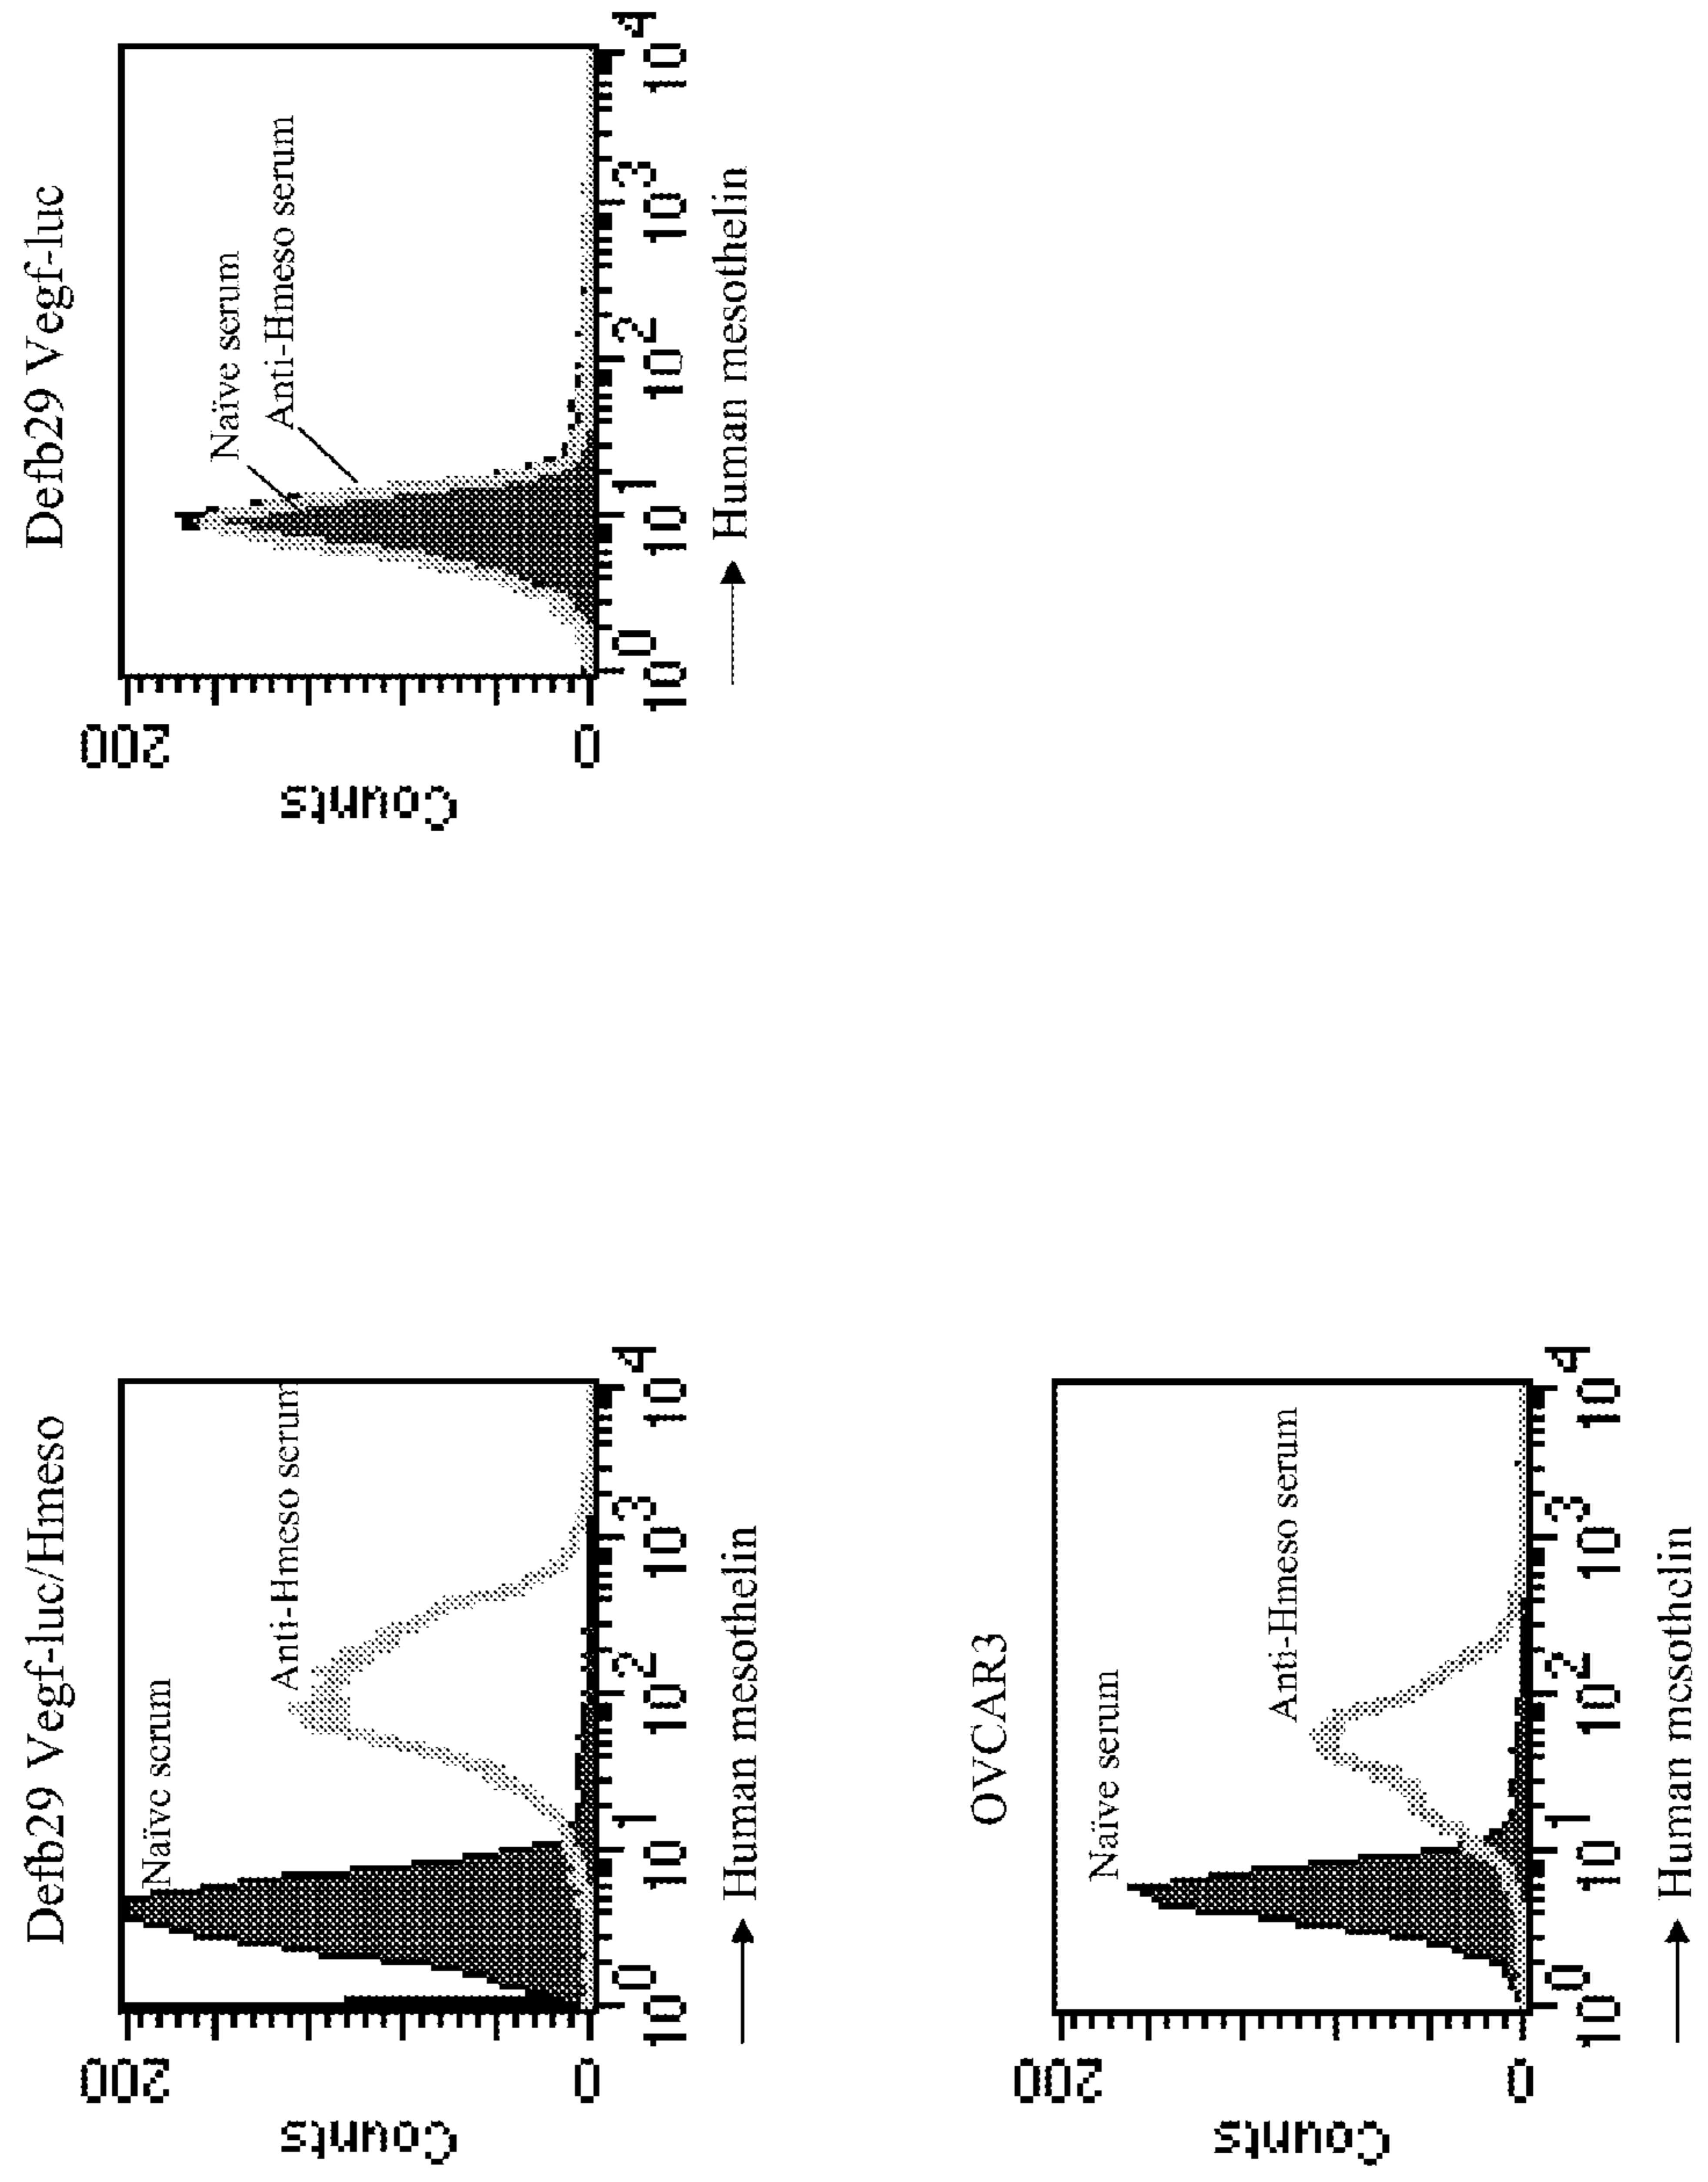 Defb29 Vegf-luc/Hmeso
Counts
200
0
Naïve serum
Anti-Hmeso serum
10^0 10^1 10^2 10^3 10^4
Human mesothelin
Defb29 Vegf-luc
Counts
200
0
Naïve serum
Anti-Hmeso serum
10^0 10^1 10^2 10^3 10^4
Human mesothelin
OVCAR3
Counts
200
0
Naïve serum
Anti-Hmeso serum
10^0 10^1 10^2 10^3 10^4
Human mesothelin